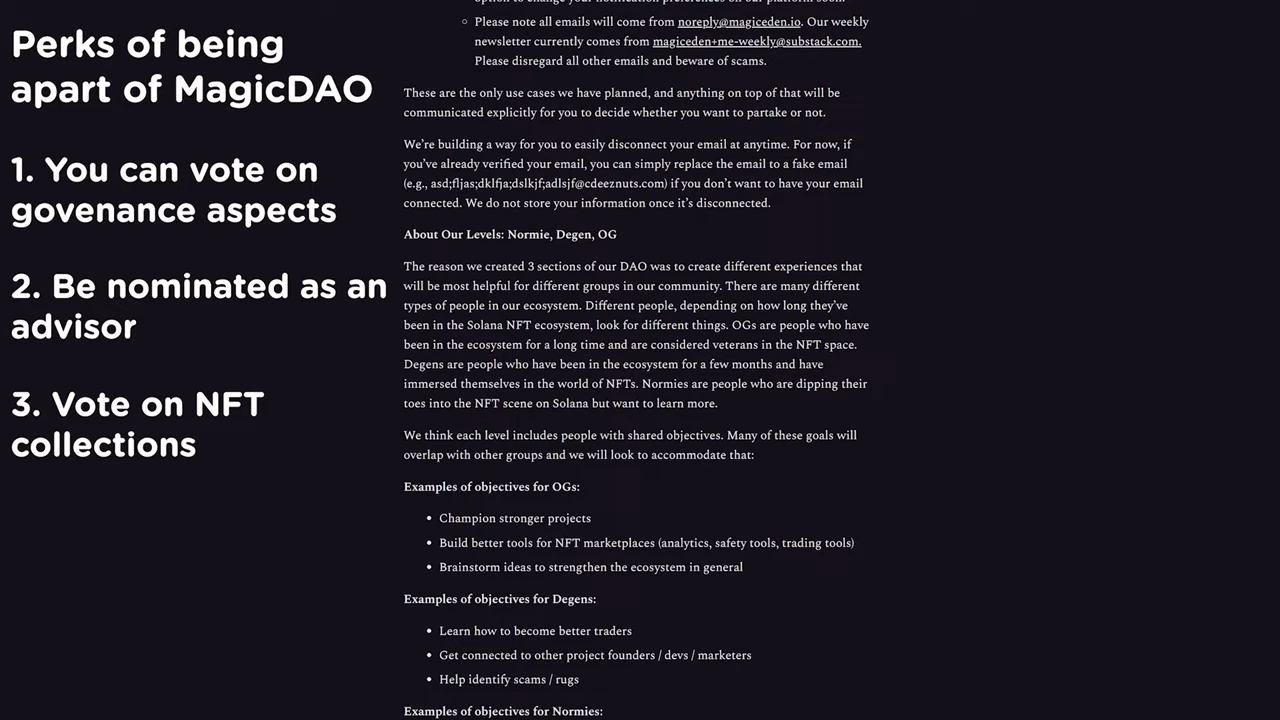 Perks of being
apart of MagicDAO
1. You can vote on
govenance aspects
2. Be nominated as an
advisor
3. Vote on NFT
collections
Please note all emails will come from noreply@magiceden.io. Our weekly
newsletter currently comes from magiceden+me-weekly@substack.com.
Please disregard all other emails and beware of scams.
These are the only use cases we have planned, and anything on top of that will be
communicated explicitly for you to decide whether you want to partake or not.
We're building a way for you to easily disconnect your email at anytime. For now, if
you've already verified your email, you can simply replace the email to a fake email
(e.g., asd;fljas;dklfja;dslkjf;adlsjf@cdeeznuts.com) if you don't want to have your email
connected. We do not store your information once it's disconnected.
About Our Levels: Normie, Degen, OG
The reason we created 3 sections of our DAO was to create different experiences that
will be most helpful for different groups in our community. There are many different
types of people in our ecosystem. Different people, depending on how long they've
been in the Solana NFT ecosystem, look for different things. OGs are people who have
been in the ecosystem for a long time and are considered veterans in the NFT space.
Degens are people who have been in the ecosystem for a few months and have
immersed themselves in the world of NFTs. Normies are people who are dipping their
toes into the NFT scene on Solana but want to learn more.
We think each level includes people with shared objectives. Many of these goals will
overlap with other groups and we will look to accommodate that:
Examples of objectives for OGs:
• Champion stronger projects
• Build better tools for NFT marketplaces (analytics, safety tools, trading tools)
• Brainstorm ideas to strengthen the ecosystem in general
Examples of objectives for Degens:
• Learn how to become better traders
• Get connected to other project founders / devs / marketers
• Help identify scams / rugs
Examples of objectives for Normies: